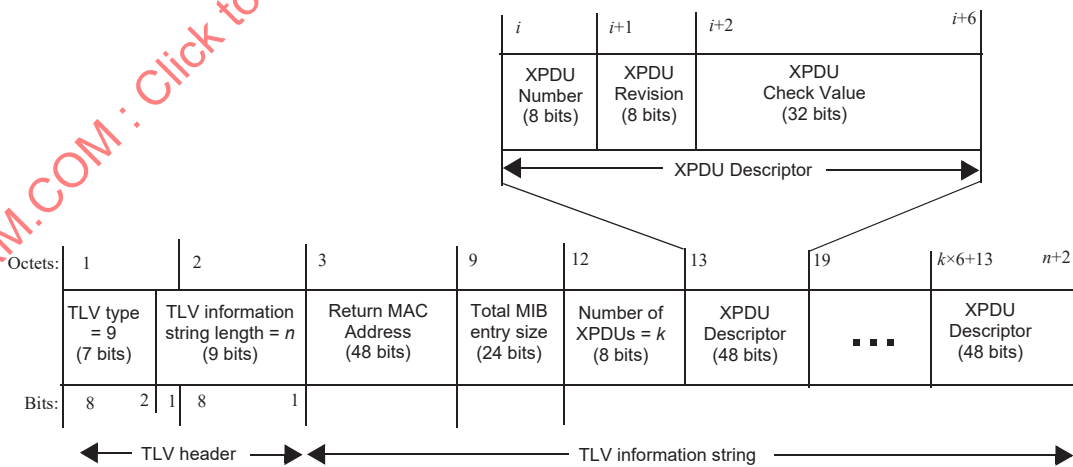 M.COM : Click to
i i+1 i+2 i+6
XPDU Number (8 bits)
XPDU Revision (8 bits)
XPDU Check Value (32 bits)
XPDU Descriptor
Octets: 1 2 3 9 12 13 19 k×6+13 n+2
TLV type = 9 (7 bits)
TLV information string length = n (9 bits)
Return MAC Address (48 bits)
Total MIB entry size (24 bits)
Number of XPDUs = k (8 bits)
XPDU Descriptor (48 bits)
...
XPDU Descriptor (48 bits)
Bits: 8 2 1 8 1
TLV header
TLV information string